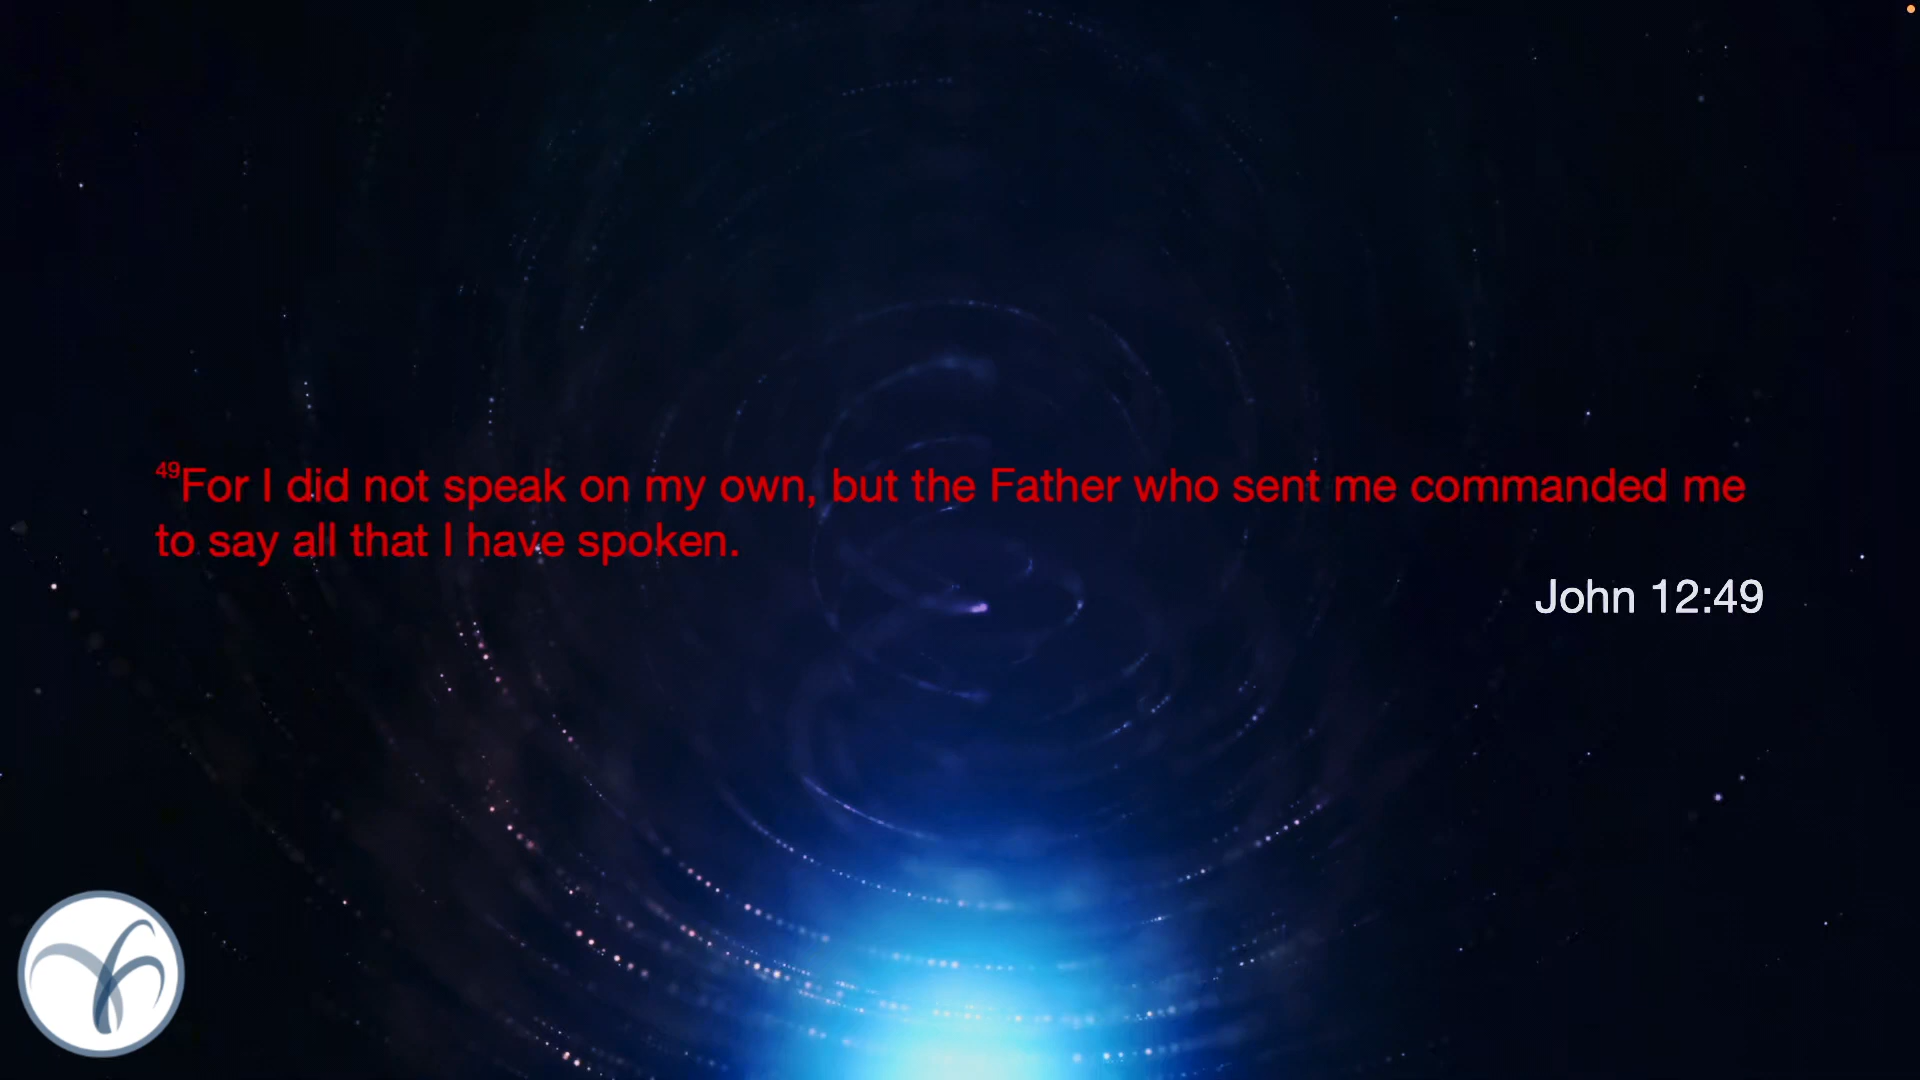 49For I did not speak on my own, but the Father who sent me commanded me
to say all that I have spoken.
John 12:49